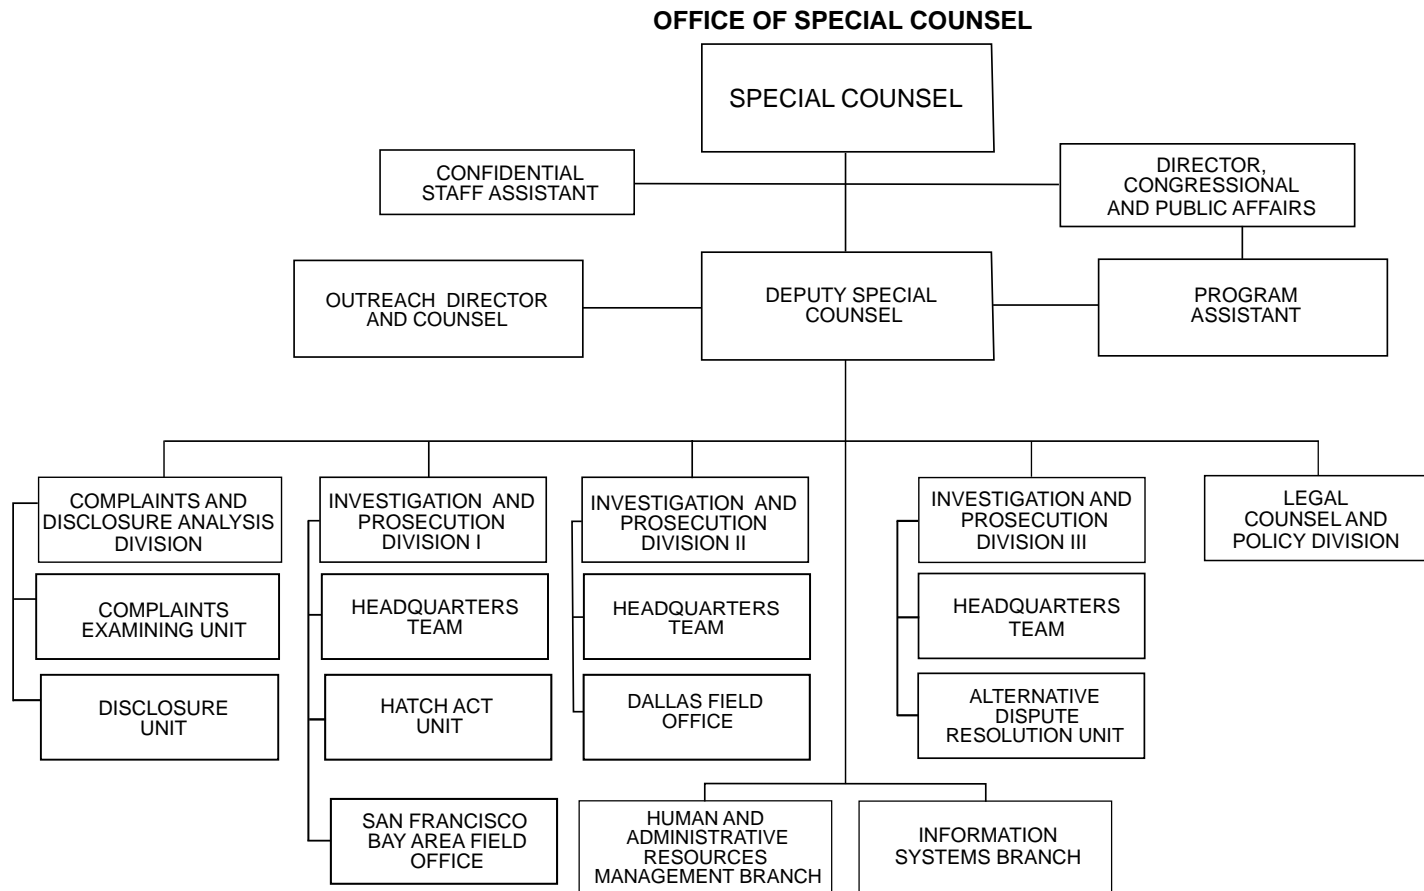 OFFICE OF SPECIAL COUNSEL
SPECIAL COUNSEL
CONFIDENTIAL
STAFF ASSISTANT
DIRECTOR,
CONGRESSIONAL
AND PUBLIC AFFAIRS
OUTREACH DIRECTOR
AND COUNSEL
DEPUTY SPECIAL
COUNSEL
PROGRAM
ASSISTANT
COMPLAINTS AND
DISCLOSURE ANALYSIS
DIVISION
INVESTIGATION AND
PROSECUTION
DIVISION I
INVESTIGATION AND
PROSECUTION
DIVISION II
INVESTIGATION AND
PROSECUTION
DIVISION III
LEGAL
COUNSEL AND
POLICY DIVISION
COMPLAINTS
EXAMINING UNIT
HEADQUARTERS
TEAM
HEADQUARTERS
TEAM
HEADQUARTERS
TEAM
DISCLOSURE
UNIT
HATCH ACT
UNIT
DALLAS FIELD
OFFICE
ALTERNATIVE
DISPUTE
RESOLUTION UNIT
SAN FRANCISCO
BAY AREA FIELD
OFFICE
HUMAN AND
ADMINISTRATIVE
RESOURCES
MANAGEMENT BRANCH
INFORMATION
SYSTEMS BRANCH